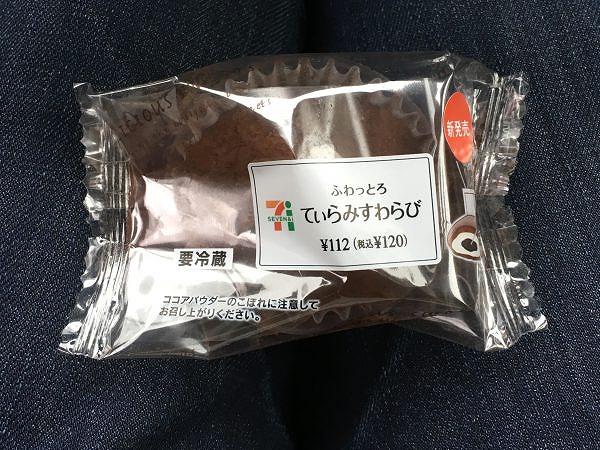 新発売
ふわっとろ
SEVEN&i
てぃらみすわらび
¥112(税込¥120)
要冷蔵
ココアパウダーのこぼれに注意して
お召し上がりください。